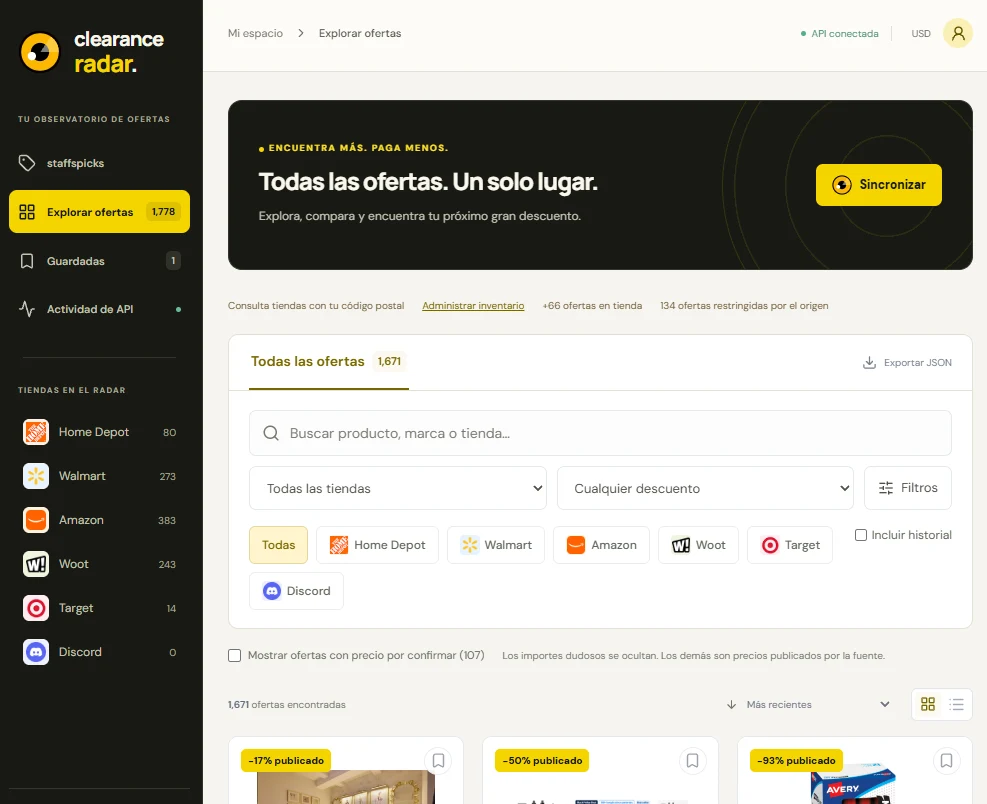 clearance
radar.
TU OBSERVATORIO DE OFERTAS
staffspicks
Explorar ofertas 1,778
Guardadas 1
Actividad de API
TIENDAS EN EL RADAR
Home Depot 80
Walmart 273
Amazon 383
W! Woot 243
Target 14
Discord 0
Mi espacio > Explorar ofertas
API conectada USD
ENCUENTRA MÁS. PAGA MENOS.
Todas las ofertas. Un solo lugar.
Explora, compara y encuentra tu próximo gran descuento.
Sincronizar
Consulta tiendas con tu código postal Administrar inventario +66 ofertas en tienda 134 ofertas restringidas por el origen
Todas las ofertas 1,671 Exportar JSON
Buscar producto, marca o tienda...
Todas las tiendas Cualquier descuento Filtros
Todas Home Depot Walmart Amazon W! Woot Target Incluir historial
Discord
Mostrar ofertas con precio por confirmar (107) Los importes dudosos se ocultan. Los demás son precios publicados por la fuente.
1,671 ofertas encontradas Más recientes
-17% publicado -50% publicado -93% publicado
AVERY